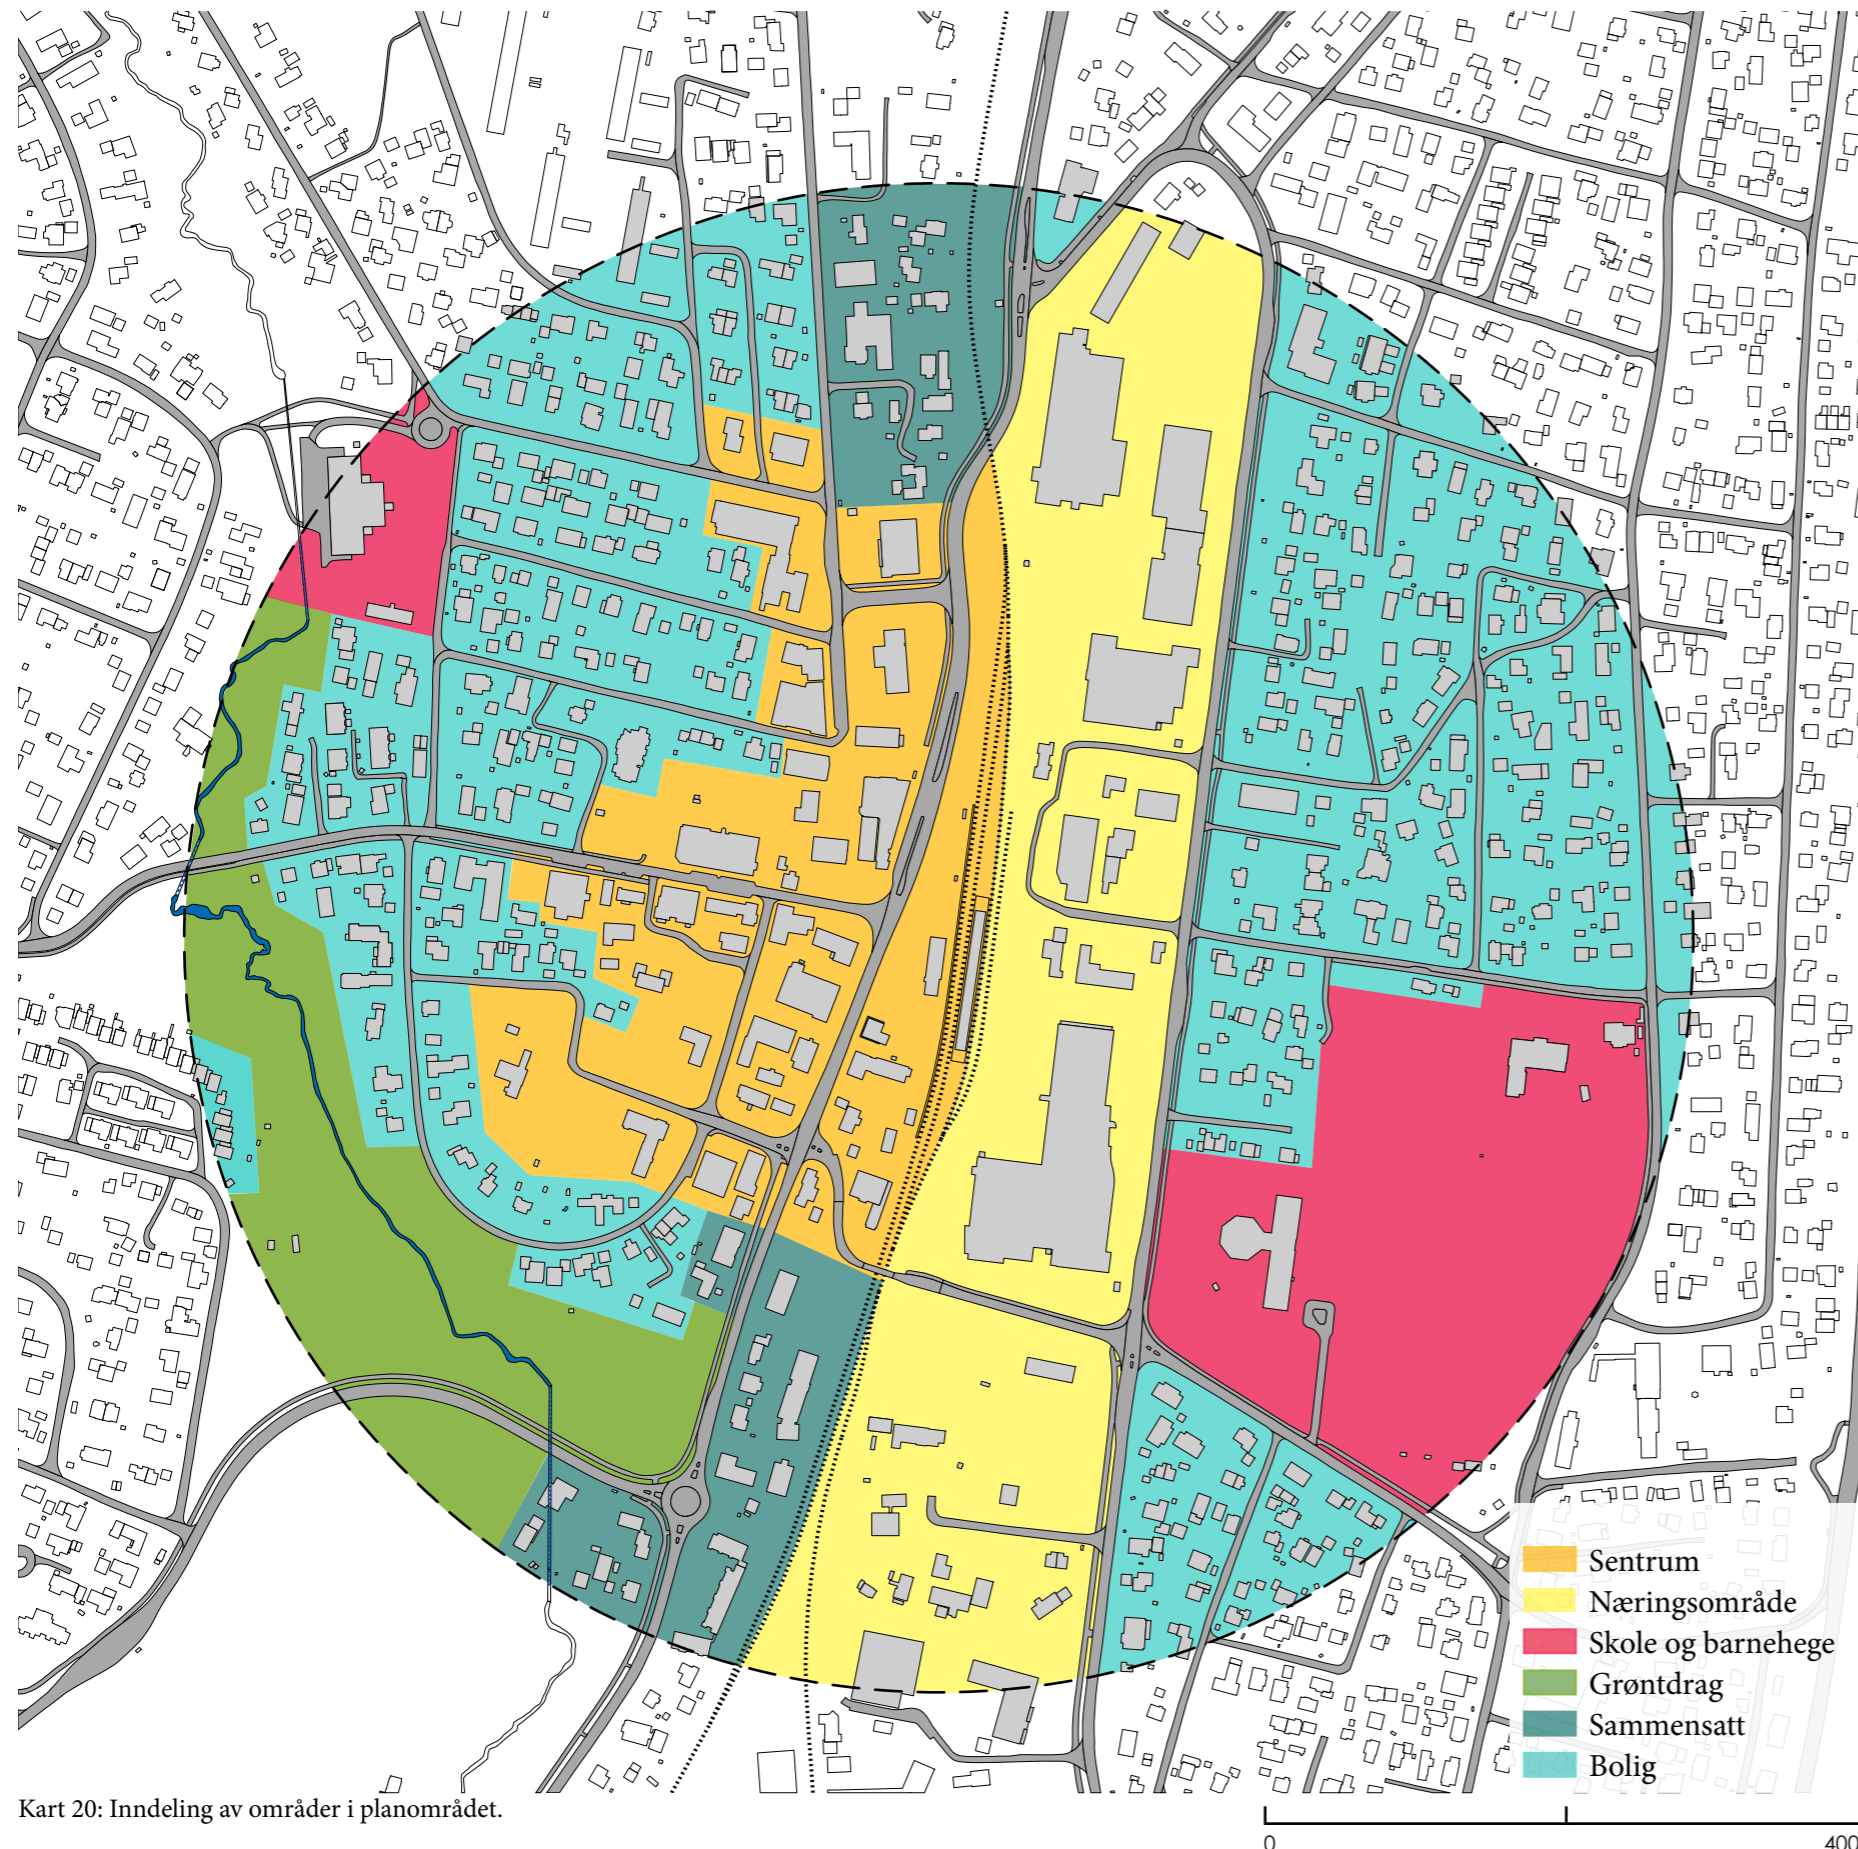 Sentrum
Næringsområde
Skole og barnehege
Grøntdrag
Sammensatt
Bolig
Kart 20: Inndeling av områder i planområdet.
0 400